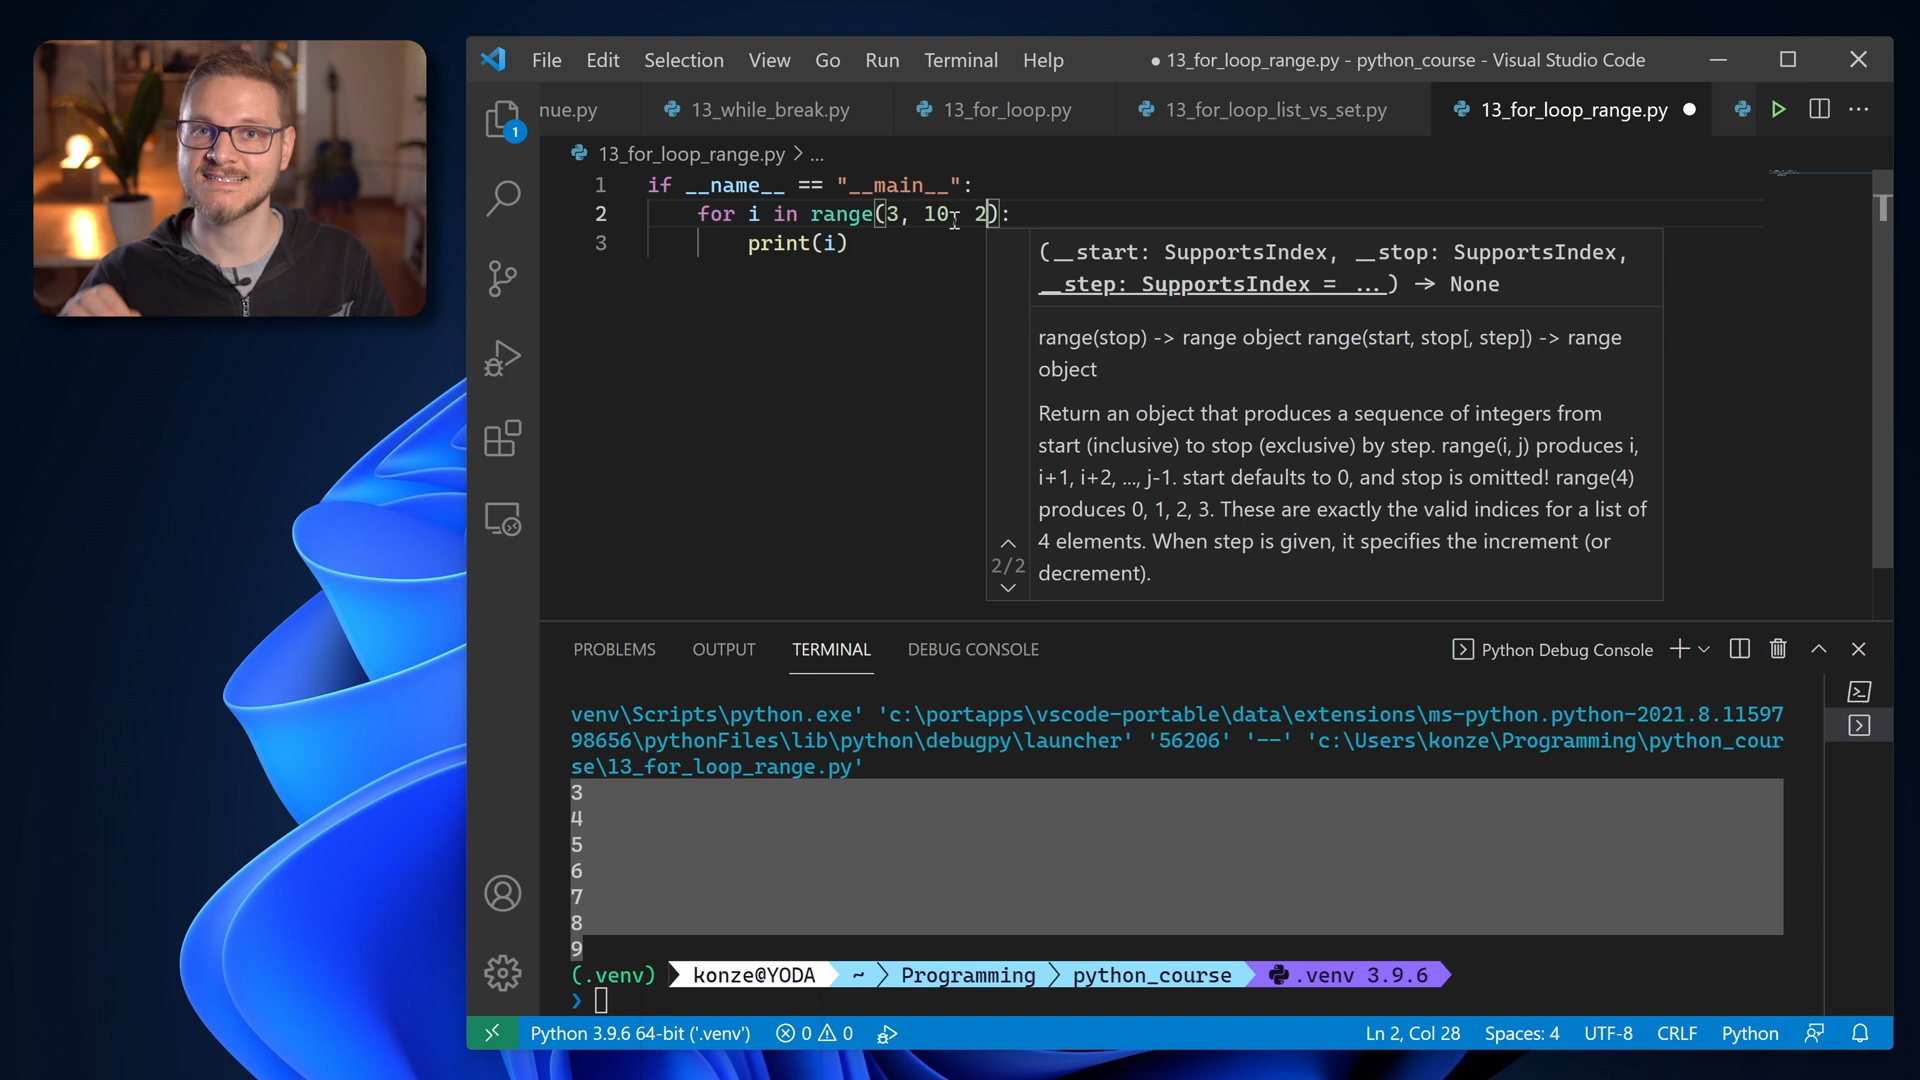 File Edit Selection View Go Run Terminal Help ● 13_for_loop_range.py - python_course - Visual Studio Code
nue.py 13_while_break.py 13_for_loop.py 13_for_loop_list_vs_set.py 13_for_loop_range.py
1
13_for_loop_range.py > ...
1 if __name__ == "__main__":
2 for i in range(3, 10, 2):
3 print(i)
(__start: SupportsIndex, __stop: SupportsIndex,
__step: SupportsIndex = ...) → None
range(stop) -> range object range(start, stop[, step]) -> range
object
Return an object that produces a sequence of integers from
start (inclusive) to stop (exclusive) by step. range(i, j) produces i,
i+1, i+2, ..., j-1. start defaults to 0, and stop is omitted! range(4)
produces 0, 1, 2, 3. These are exactly the valid indices for a list of
4 elements. When step is given, it specifies the increment (or
decrement).
2/2
PROBLEMS OUTPUT TERMINAL DEBUG CONSOLE Python Debug Console
venv\Scripts\python.exe' 'c:\portapps\vscode-portable\data\extensions\ms-python.python-2021.8.11597
98656\pythonFiles\lib\python\debugpy\launcher' '56206' '--' 'c:\Users\konze\Programming\python_cour
se\13_for_loop_range.py'
3
4
5
6
7
8
9
(.venv) konze@YODA ~ Programming python_course .venv 3.9.6
❯
Python 3.9.6 64-bit ('.venv') 0 0 Ln 2, Col 28 Spaces: 4 UTF-8 CRLF Python